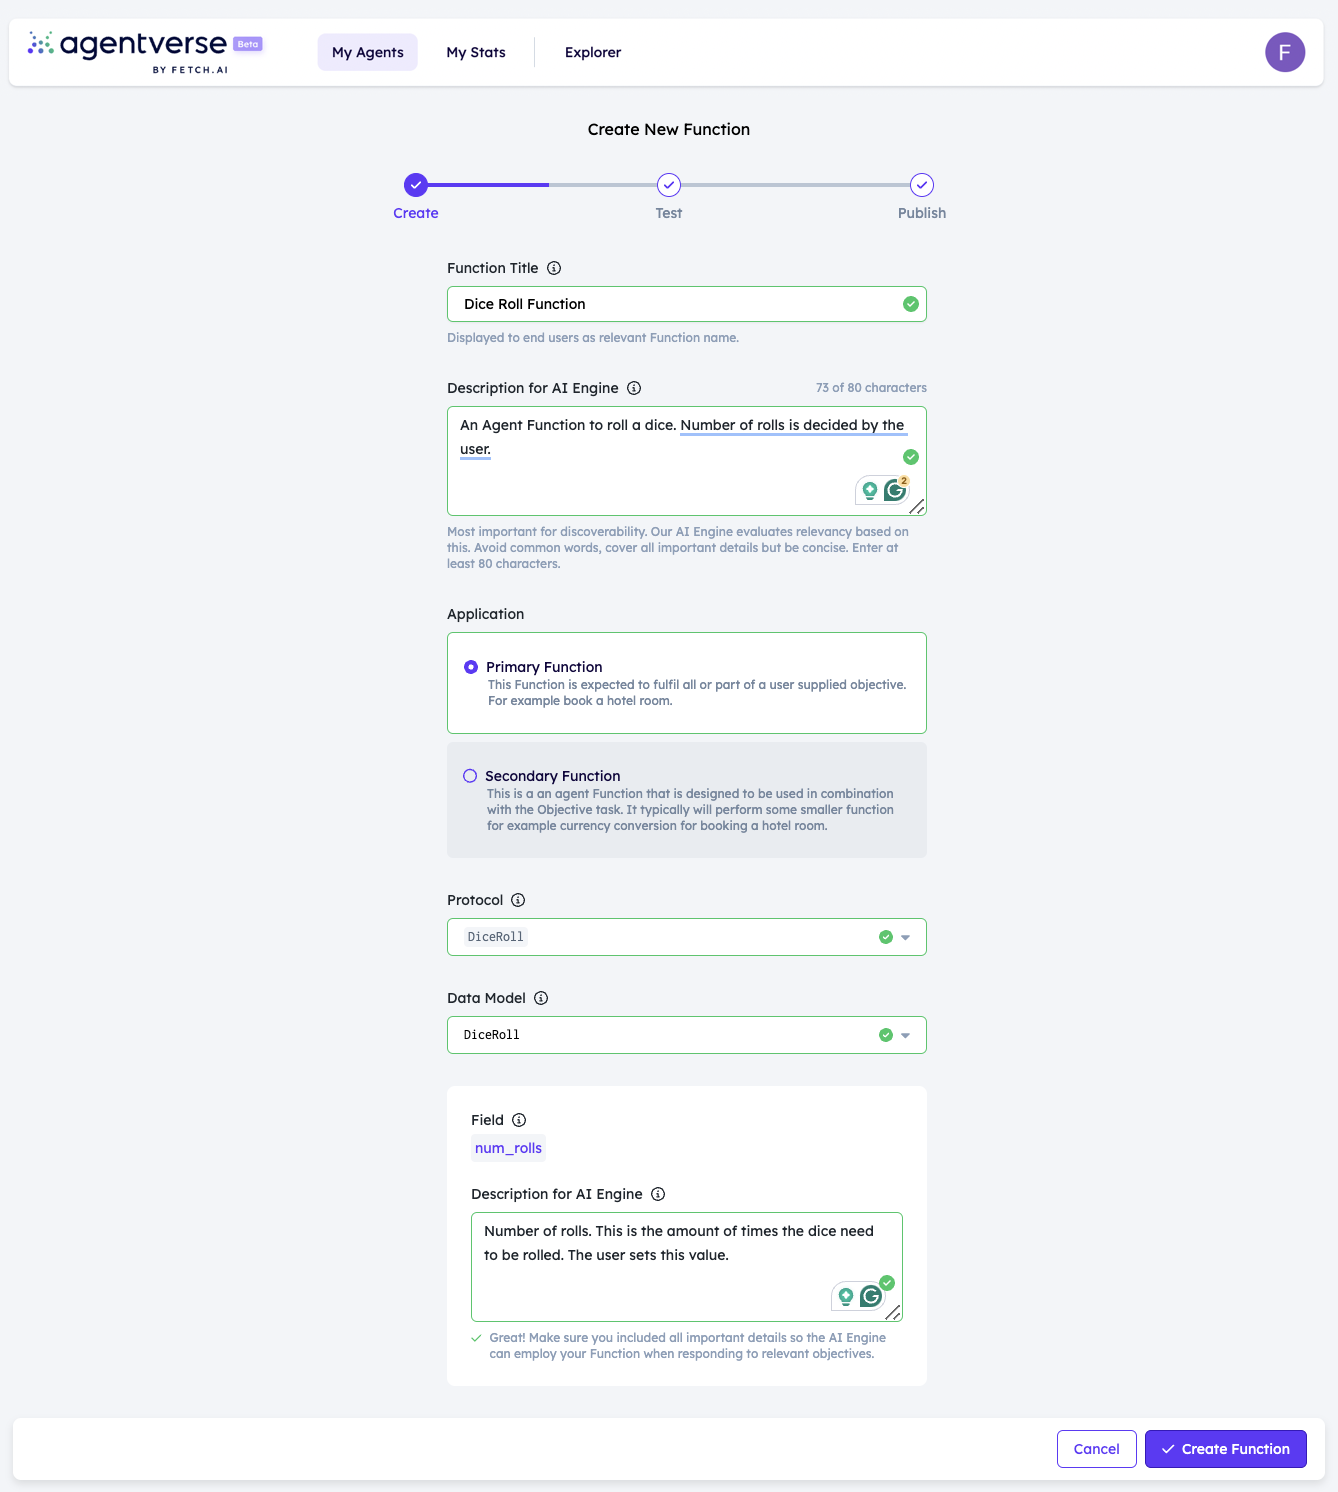 agentverse Beta
BY FETCH.AI
My Agents
My Stats
Explorer
F
Create New Function
Create
Test
Publish
Function Title
Dice Roll Function
Displayed to end users as relevant Function name.
Description for AI Engine
73 of 80 characters
An Agent Function to roll a dice. Number of rolls is decided by the
user.
2
Most important for discoverability. Our AI Engine evaluates relevancy based on
this. Avoid common words, cover all important details but be concise. Enter at
least 80 characters.
Application
Primary Function
This Function is expected to fulfil all or part of a user supplied objective.
For example book a hotel room.
Secondary Function
This is a an agent Function that is designed to be used in combination
with the Objective task. It typically will perform some smaller function
for example currency conversion for booking a hotel room.
Protocol
DiceRoll
Data Model
DiceRoll
Field
num_rolls
Description for AI Engine
Number of rolls. This is the amount of times the dice need
to be rolled. The user sets this value.
Great! Make sure you included all important details so the AI Engine
can employ your Function when responding to relevant objectives.
Cancel
Create Function